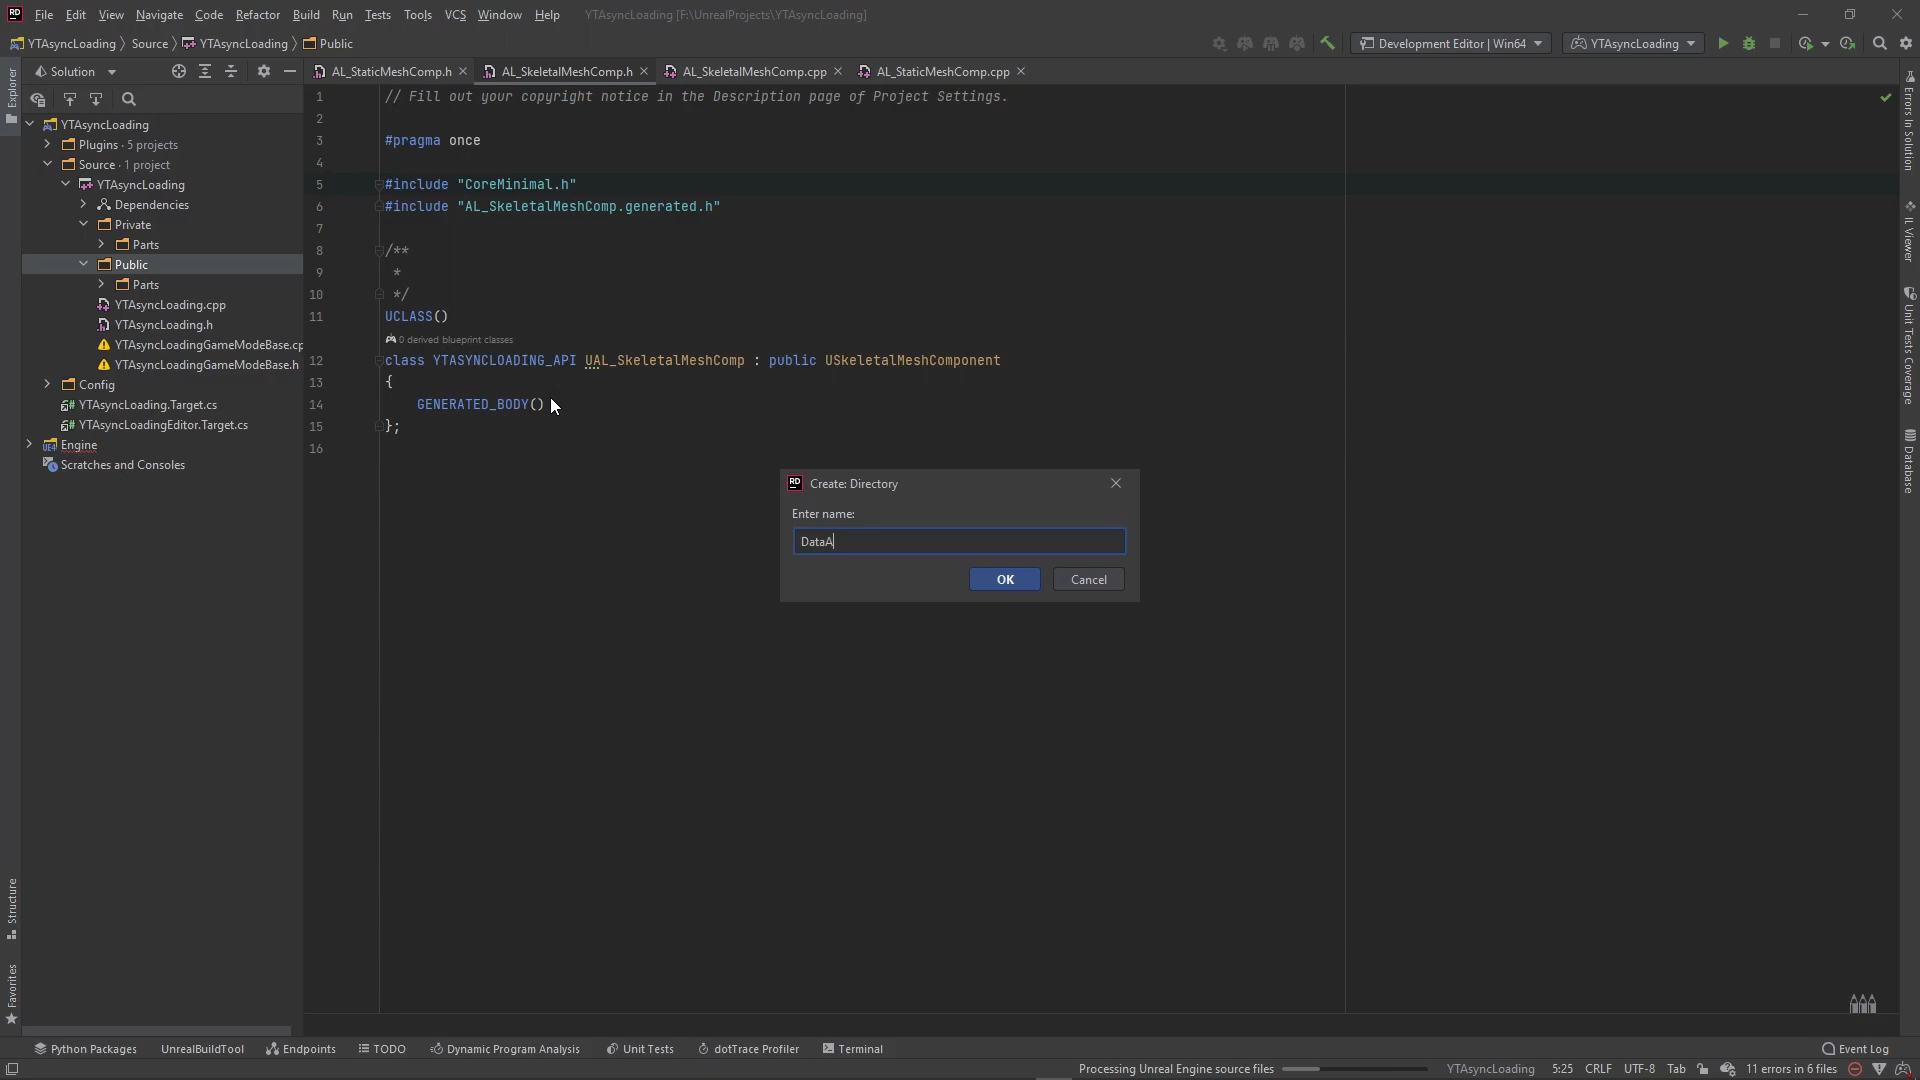 File Edit View Navigate Code Refactor Build Run Tests Tools VCS Window Help YTAsyncLoading [F:\UnrealProjects\YTAsyncLoading]
YTAsyncLoading Source YTAsyncLoading Public Development Editor | Win64 YTAsyncLoading
Solution
AL_StaticMeshComp.h AL_SkeletalMeshComp.h AL_SkeletalMeshComp.cpp AL_StaticMeshComp.cpp
Explorer
YTAsyncLoading
Plugins · 5 projects
Source · 1 project
YTAsyncLoading
Dependencies
Private
Parts
Public
Parts
YTAsyncLoading.cpp
YTAsyncLoading.h
YTAsyncLoadingGameModeBase.cp
YTAsyncLoadingGameModeBase.h
Config
YTAsyncLoading.Target.cs
YTAsyncLoadingEditor.Target.cs
Engine
Scratches and Consoles
Structure
Favorites
1 // Fill out your copyright notice in the Description page of Project Settings.
2
3 #pragma once
4
5 #include "CoreMinimal.h"
6 #include "AL_SkeletalMeshComp.generated.h"
7
8 /**
9 *
10 */
11 UCLASS()
0 derived blueprint classes
12 class YTASYNCLOADING_API UAL_SkeletalMeshComp : public USkeletalMeshComponent
13 {
14 GENERATED_BODY()
15 };
16
Create: Directory
Enter name:
DataA
OK Cancel
Errors In Solution
IL Viewer
Unit Tests Coverage
Database
Python Packages UnrealBuildTool Endpoints TODO Dynamic Program Analysis Unit Tests dotTrace Profiler Terminal Event Log
Processing Unreal Engine source files YTAsyncLoading 5:25 CRLF UTF-8 Tab 11 errors in 6 files